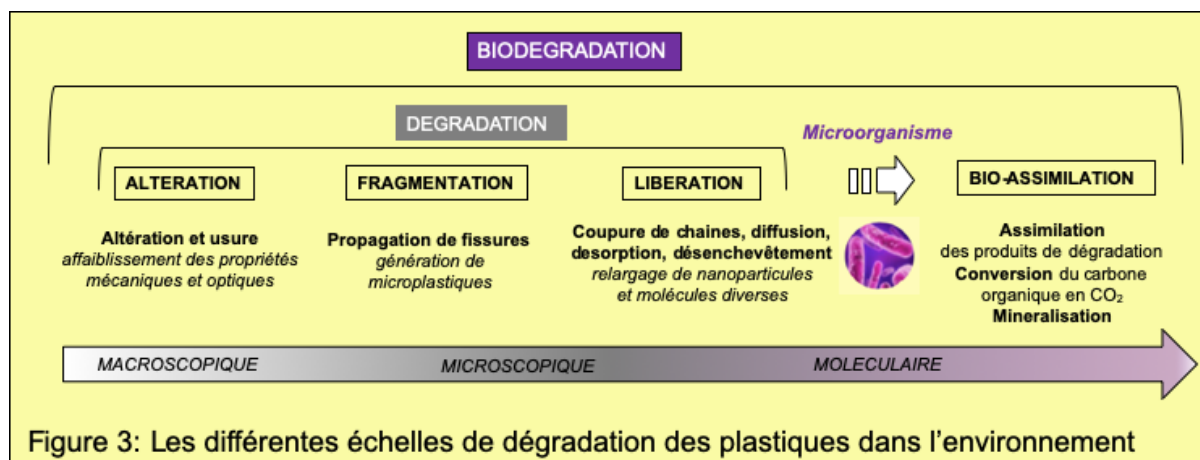 BIODEGRADATION
DEGRADATION
Microorganisme
ALTERATION
FRAGMENTATION
LIBERATION
BIO-ASSIMILATION
Altération et usure
affaiblissement des propriétés
mécaniques et optiques
Propagation de fissures
génération de
microplastiques
Coupure de chaines, diffusion,
desorption, désenchevêtement
relargage de nanoparticules
et molécules diverses
Assimilation
des produits de dégradation
Conversion du carbone
organique en CO₂
Mineralisation
MACROSCOPIQUE
MICROSCOPIQUE
MOLECULAIRE
Figure 3: Les différentes échelles de dégradation des plastiques dans l'environnement